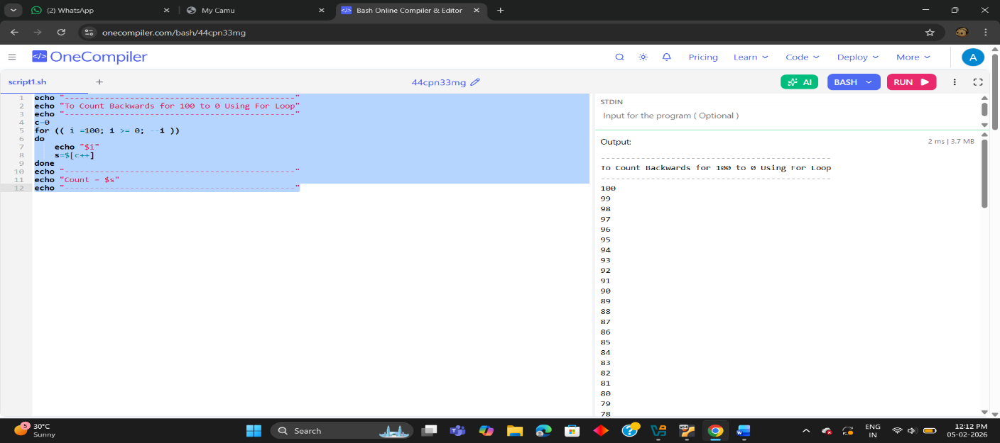 (2) WhatsApp
My Camu
Bash Online Compiler & Editor
onecompiler.com/bash/44cpn33mg
</> OneCompiler
Pricing
Learn
Code
Deploy
More
A
script1.sh
44cpn33mg
AI
BASH
RUN
1 echo "----------------------------------------------"
2 echo "To Count Backwards for 100 to 0 Using For Loop"
3 echo "----------------------------------------------"
4 c=0
5 for (( i =100; i >= 0; --i ))
6 do
7 echo "$i"
8 s=$[c++]
9 done
10 echo "----------------------------------------------"
11 echo "Count - $s"
12 echo "----------------------------------------------"
STDIN
Input for the program ( Optional )
Output:
2 ms | 3.7 MB
----------------------------------------------
To Count Backwards for 100 to 0 Using For Loop
----------------------------------------------
100
99
98
97
96
95
94
93
92
91
90
89
88
87
86
85
84
83
82
81
80
79
78
5
30°C
Sunny
Search
ENG
IN
12:12 PM
05-02-2026